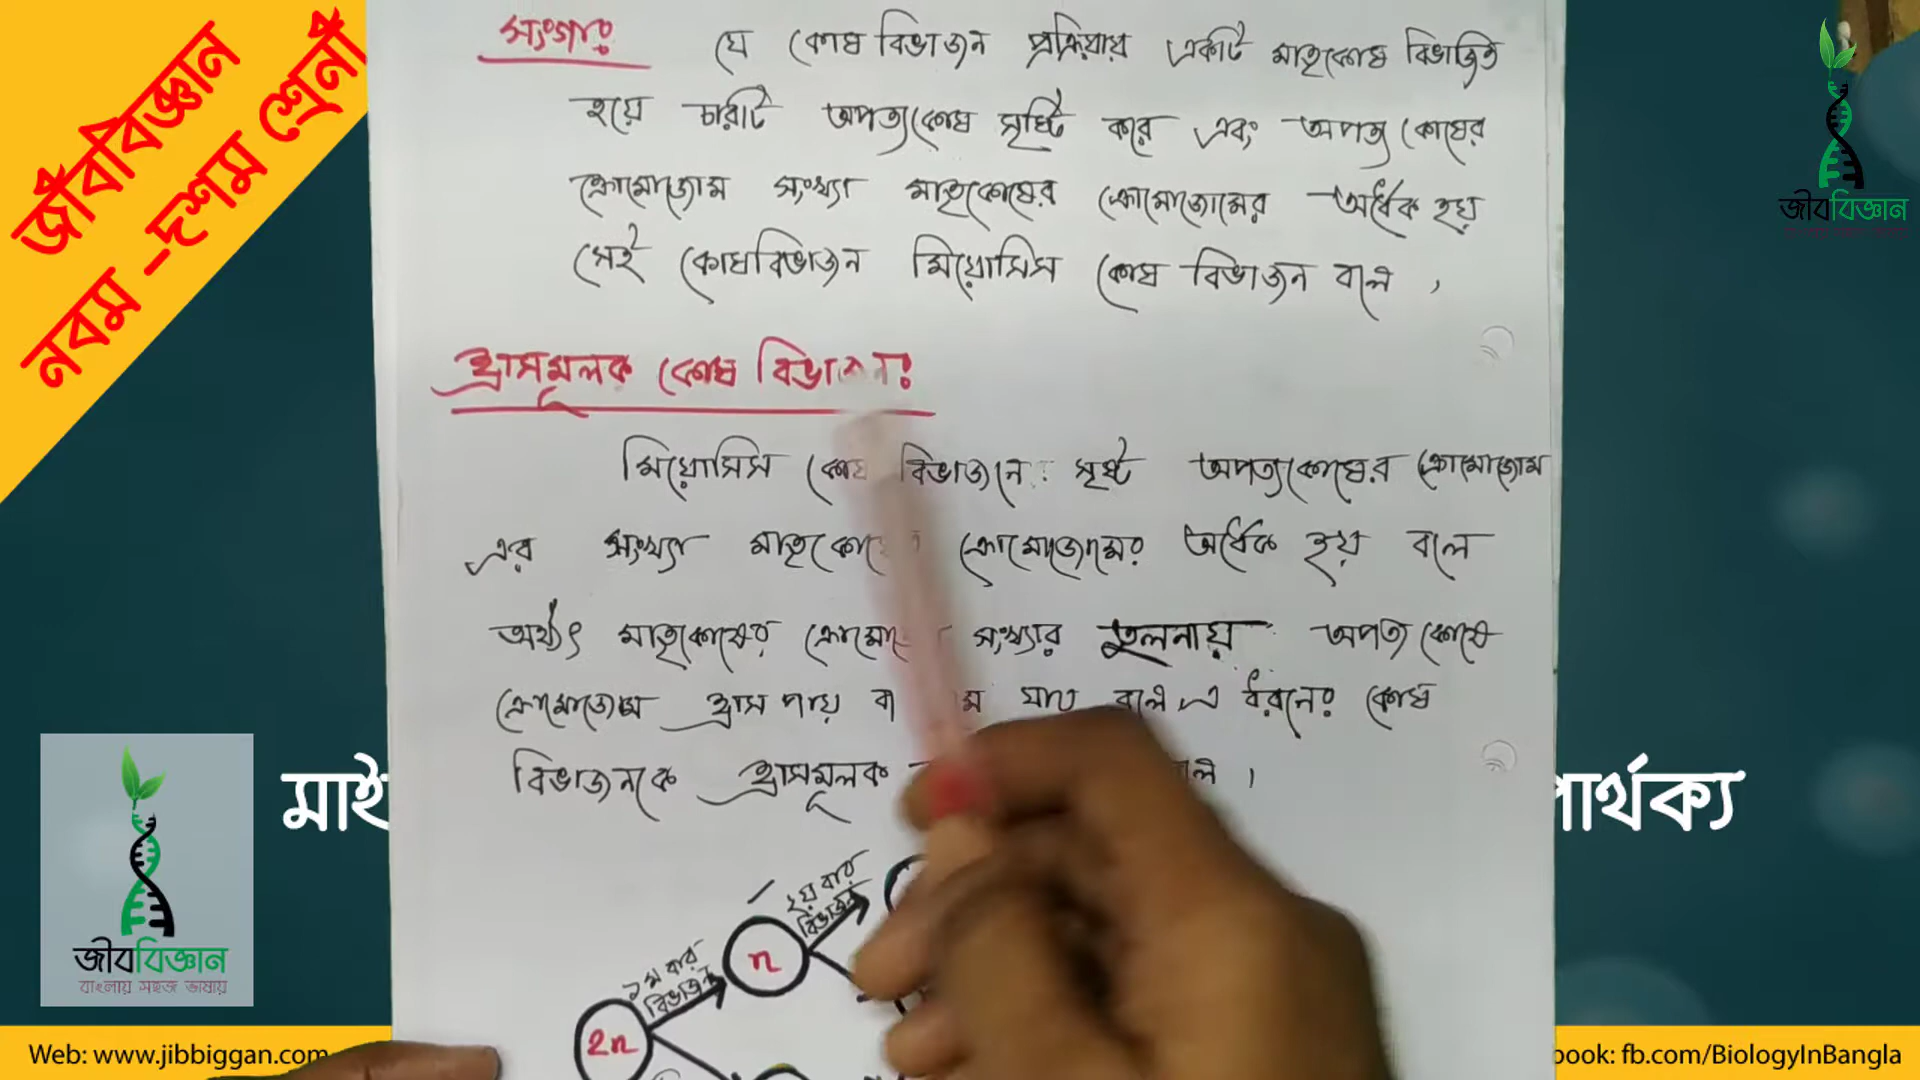 জীববিজ্ঞান
নবম -দশম শ্রেনী
সংগাঃ যে কোষ বিভাজন প্রক্রিয়ায় একটি মাতৃকোষ বিভাজিত
হয়ে চারটি অপত্যকোষ সৃষ্টি করে এবং অপত্য কোষের
ক্রোমোজোম সংখ্যা মাতৃকোষের ক্রোমোজোমের অর্ধেক হয়
সেই কোষবিভাজন মিয়োসিস কোষ বিভাজন বলে ,
হ্রাসমূলক কোষ বিভাজনঃ
মিয়োসিস কোষ বিভাজনে সৃষ্ট অপত্যকোষের ক্রোমোজোম
এর সংখ্যা মাতৃকোষের ক্রোমোজোমের অর্ধেক হয় বলে
অর্থাৎ মাতৃকোষের ক্রোমো সংখ্যার তুলনায় অপত্য কোষে
ক্রোমোজোম হ্রাস পায় বা যায় বলে এ ধরনের কোষ
বিভাজনকে হ্রাসমূলক বলে ।
২য় বার
বিভাজন
n
১ম বার
বিভাজন
2n
মাই
পার্থক্য
জীববিজ্ঞান
বাংলায় সহজ ভাষায়
জীববিজ্ঞান
Web: www.jibbiggan.com
book: fb.com/BiologyInBangla